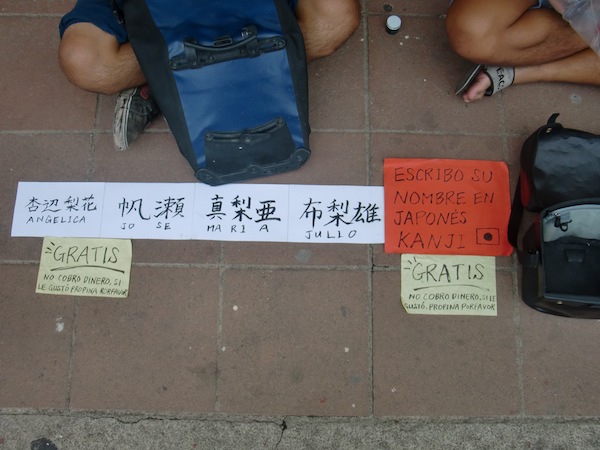 杏辺梨花
ANGELICA
帆瀬
JO SE
真梨亜
MARIA
布梨雄
JULIO
ESCRIBO SU
NOMBRE EN
JAPONÉS
KANJI
GRATIS
NO COBRO DINERO, SI
LE GUSTÓ PROPINA PORFAVOR
GRATIS
NO COBRO DINERO, SI LE
GUSTÓ. PROPINA PORFAVOR